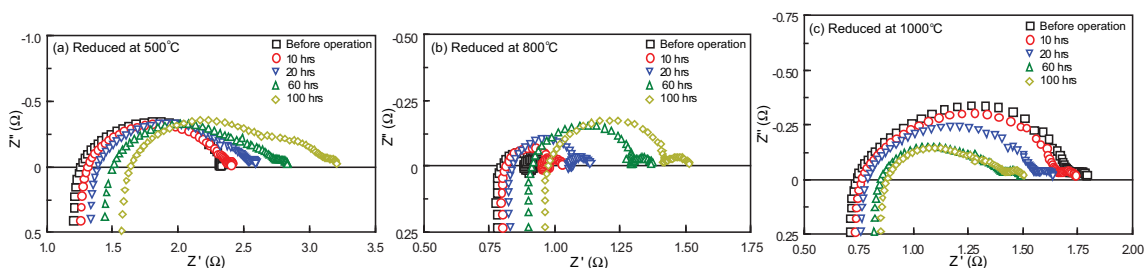 (a) Reduced at 500℃
Before operation
10 hrs
20 hrs
60 hrs
100 hrs
-1.0
-0.5
0
0.5
Z'' (Ω)
1.0 1.5 2.0 2.5 3.0 3.5
Z' (Ω)
(b) Reduced at 800℃
Before operation
10 hrs
20 hrs
60 hrs
100 hrs
-0.50
-0.25
0
0.25
Z'' (Ω)
0.50 0.75 1.00 1.25 1.50 1.75
Z' (Ω)
(c) Reduced at 1000℃
Before operation
10 hrs
20 hrs
60 hrs
100 hrs
-0.75
-0.50
-0.25
0
0.25
Z'' (Ω)
0.50 0.75 1.00 1.25 1.50 1.75 2.00
Z' (Ω)